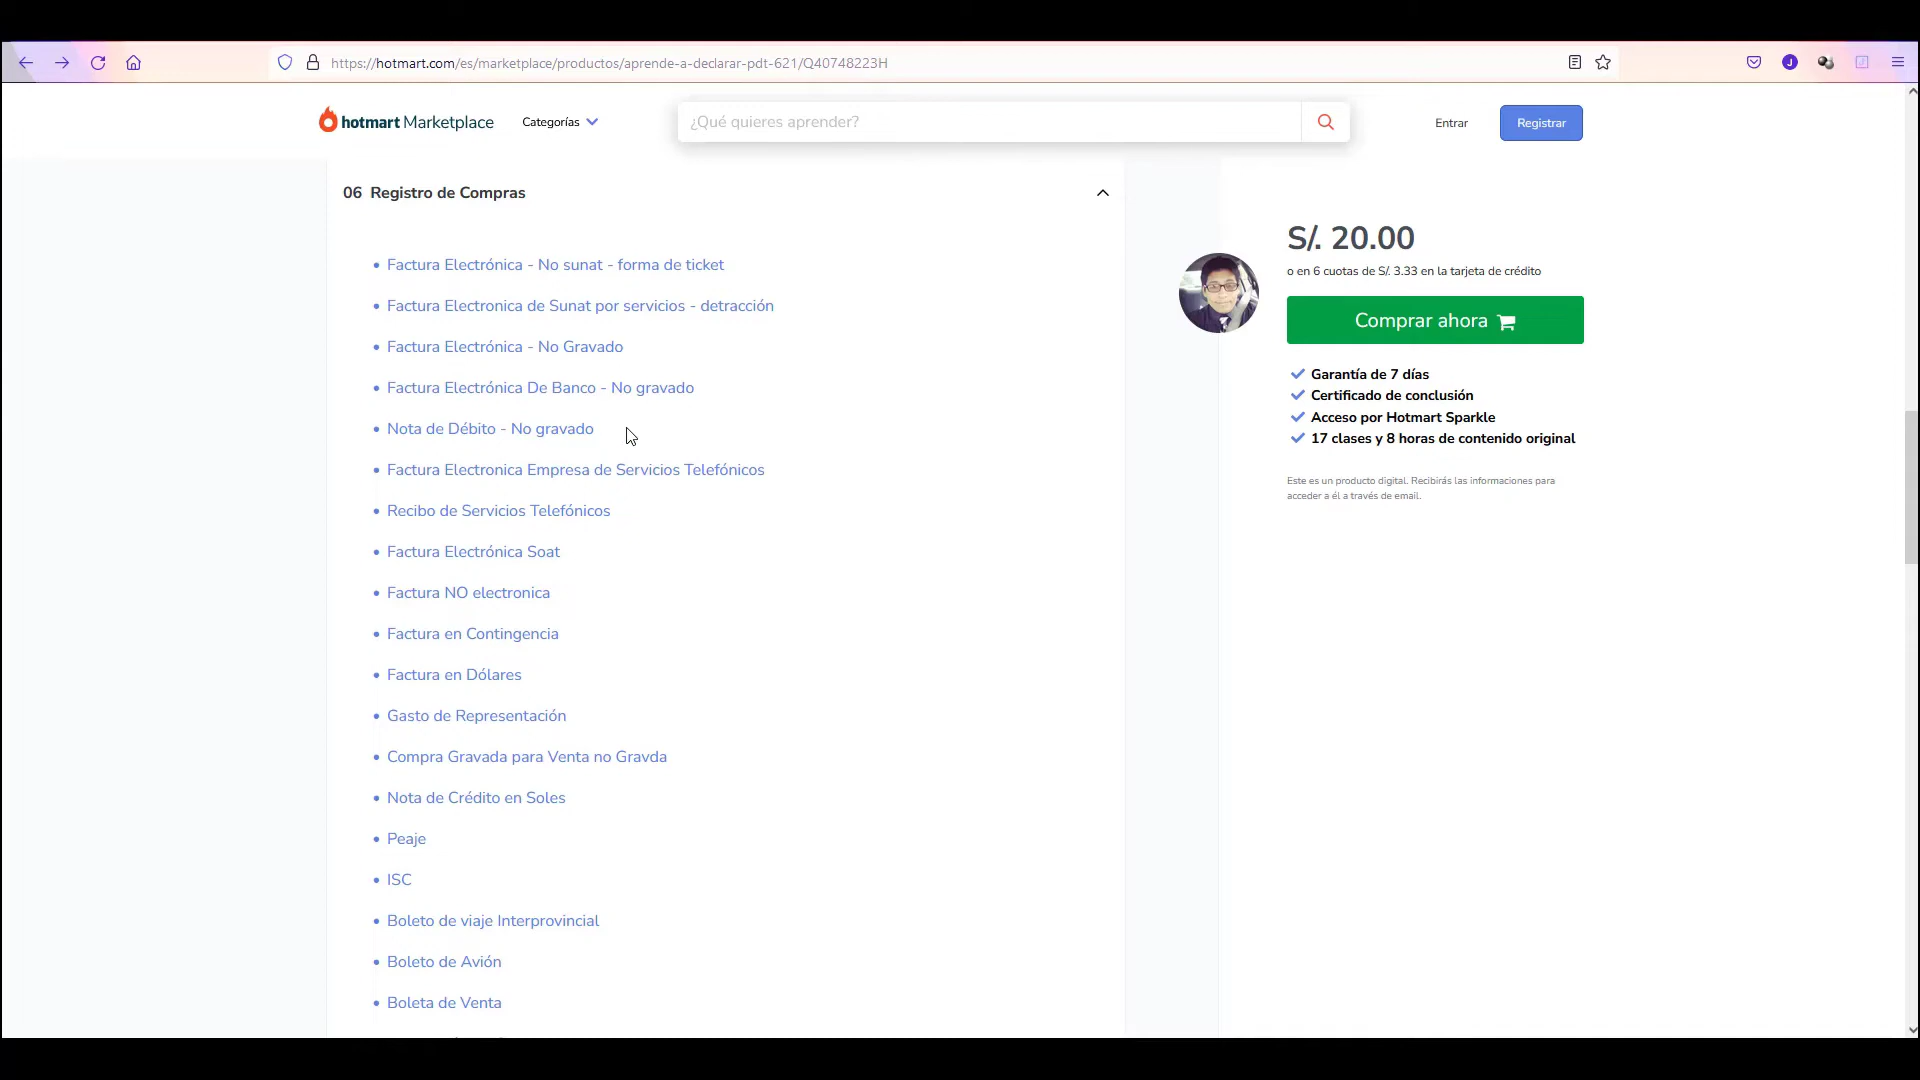 https://hotmart.com/es/marketplace/productos/aprende-a-declarar-pdt-621/Q40748223H
J
hotmart Marketplace
Categorías
¿Qué quieres aprender?
Entrar
Registrar
06 Registro de Compras
• Factura Electrónica - No sunat - forma de ticket
• Factura Electronica de Sunat por servicios - detracción
• Factura Electrónica - No Gravado
• Factura Electrónica De Banco - No gravado
• Nota de Débito - No gravado
• Factura Electronica Empresa de Servicios Telefónicos
• Recibo de Servicios Telefónicos
• Factura Electrónica Soat
• Factura NO electronica
• Factura en Contingencia
• Factura en Dólares
• Gasto de Representación
• Compra Gravada para Venta no Gravda
• Nota de Crédito en Soles
• Peaje
• ISC
• Boleto de viaje Interprovincial
• Boleto de Avión
• Boleta de Venta
S/. 20.00
o en 6 cuotas de S/. 3.33 en la tarjeta de crédito
Comprar ahora
Garantía de 7 días
Certificado de conclusión
Acceso por Hotmart Sparkle
17 clases y 8 horas de contenido original
Este es un producto digital. Recibirás las informaciones para
acceder a él a través de email.